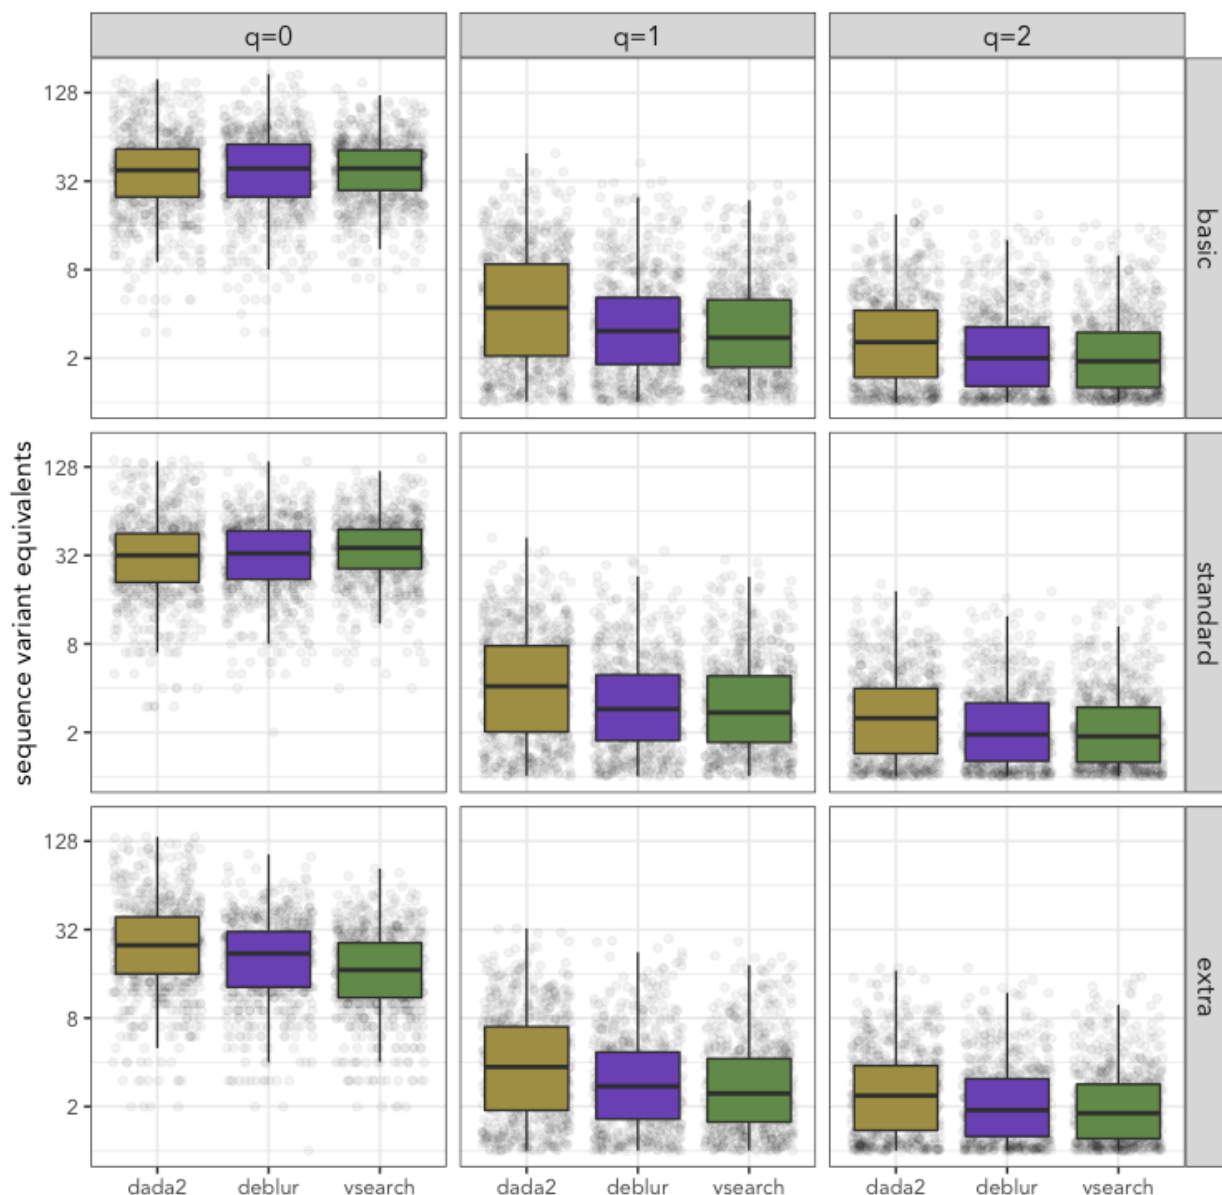 q=0 q=1 q=2
128
32
8
2
basic
sequence variant equivalents
128
32
8
2
standard
128
32
8
2
extra
dada2 deblur vsearch dada2 deblur vsearch dada2 deblur vsearch